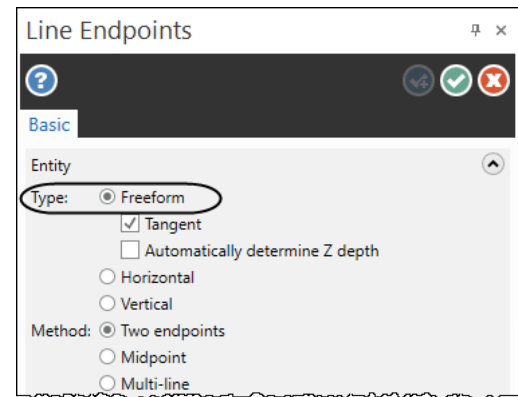 Line Endpoints
?
Basic
Entity
Type: Freeform
Tangent
Automatically determine Z depth
Horizontal
Vertical
Method: Two endpoints
Midpoint
Multi-line